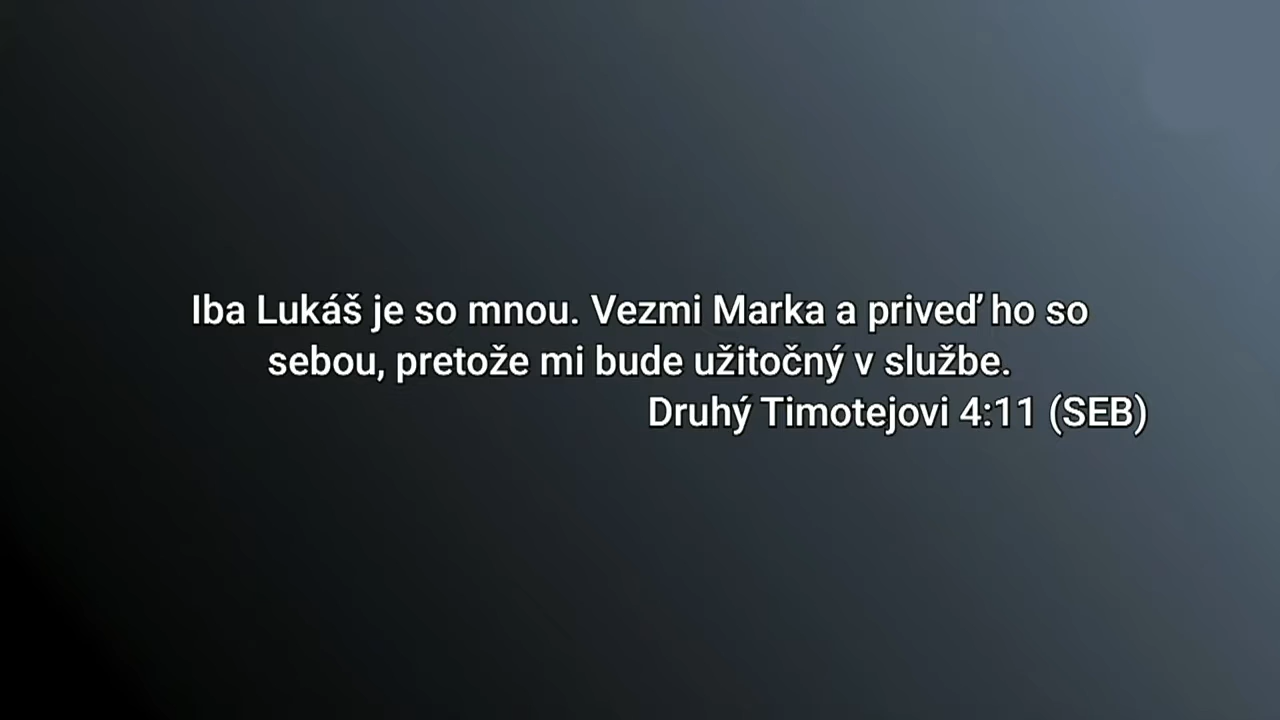 Iba Lukáš je so mnou. Vezmi Marka a priveď ho so
sebou, pretože mi bude užitočný v službe.
Druhý Timotejovi 4:11 (SEB)